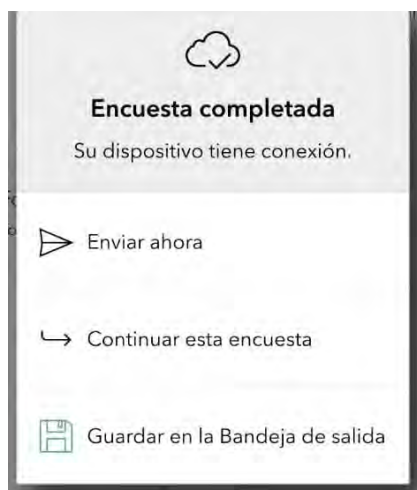 Encuesta completada
Su dispositivo tiene conexión.
Enviar ahora
Continuar esta encuesta
Guardar en la Bandeja de salida